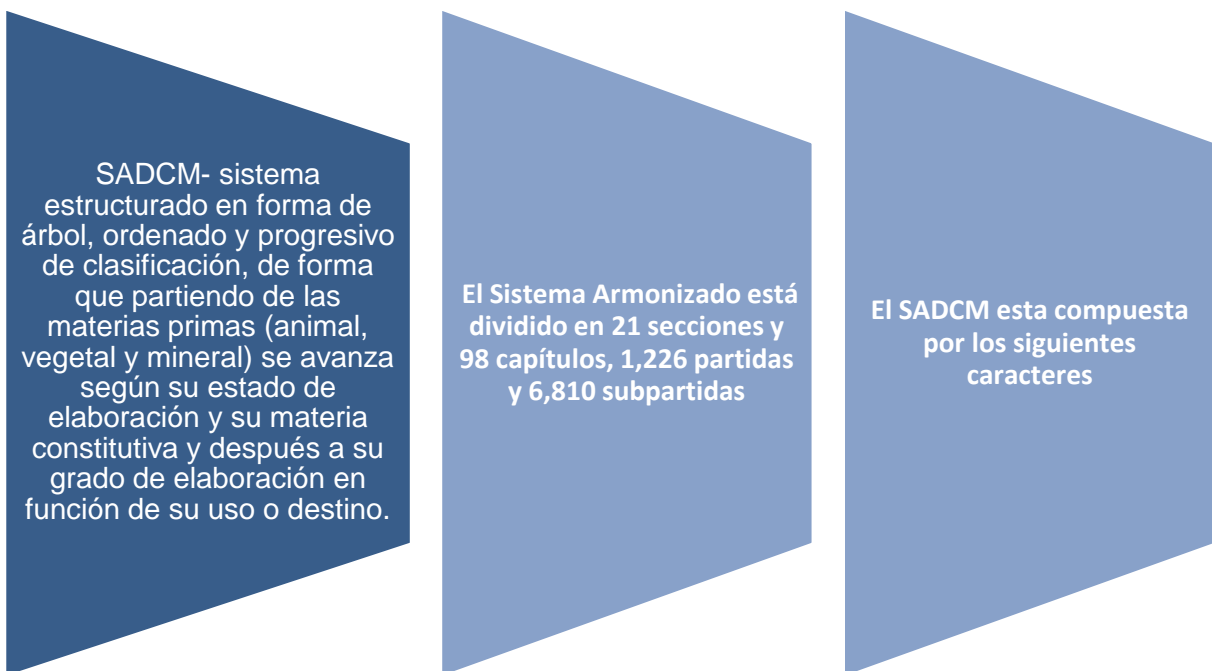 SADCM- sistema
estructurado en forma de
árbol, ordenado y progresivo
de clasificación, de forma
que partiendo de las
materias primas (animal,
vegetal y mineral) se avanza
según su estado de
elaboración y su materia
constitutiva y después a su
grado de elaboración en
función de su uso o destino.
El Sistema Armonizado está
dividido en 21 secciones y
98 capítulos, 1,226 partidas
y 6,810 subpartidas
El SADCM esta compuesta
por los siguientes
caracteres